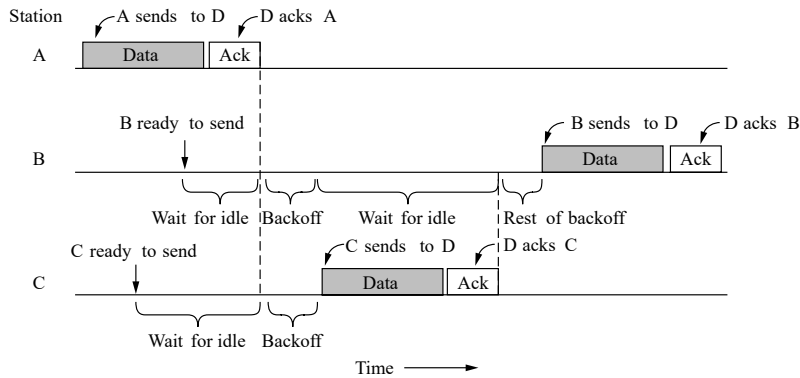 Station
A sends to D
D acks A
A
Data
Ack
B ready to send
B sends to D
D acks B
B
Data
Ack
Wait for idle
Backoff
Wait for idle
Rest of backoff
C ready to send
C sends to D
D acks C
C
Data
Ack
Wait for idle
Backoff
Time